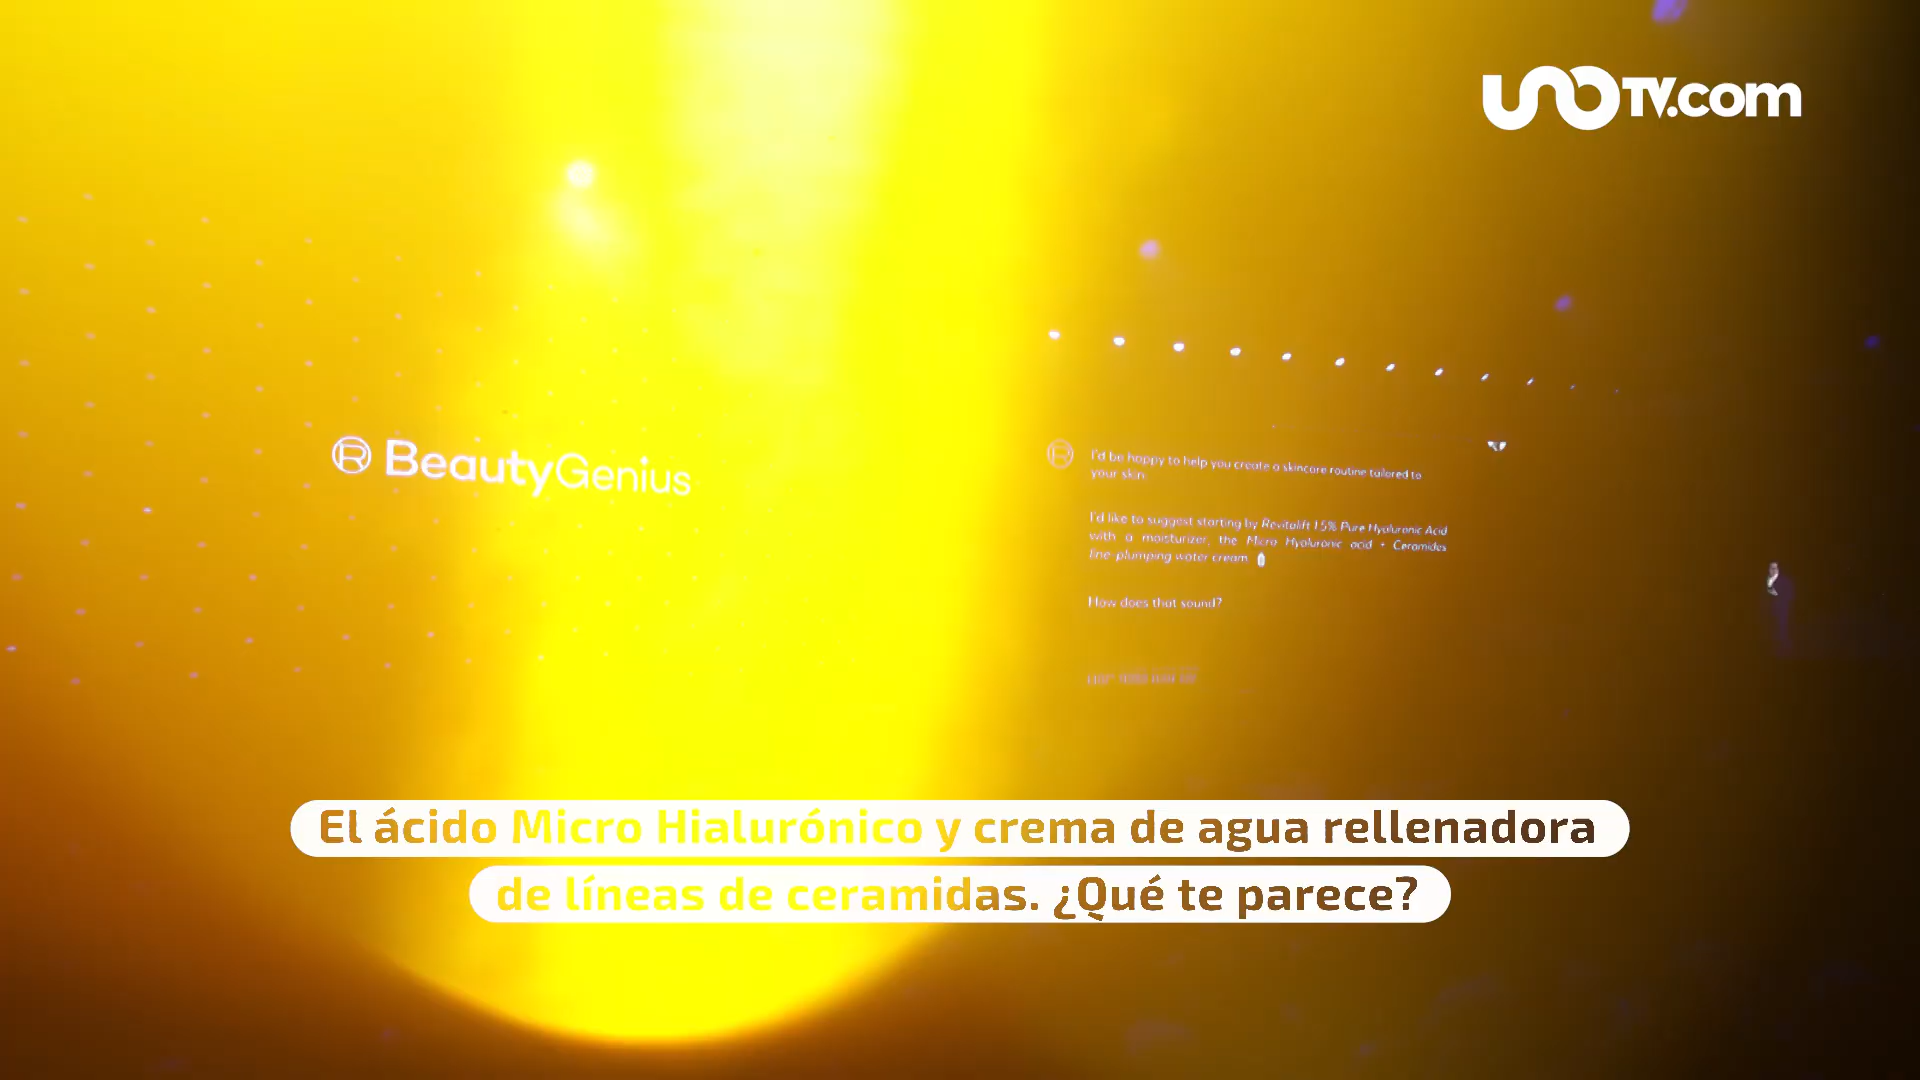 UNOTV.com
BeautyGenius
I'd be happy to help you create a skincare routine tailored to
your skin.
I'd like to suggest starting by Revitalift 1.5% Pure Hyaluronic Acid
with a moisturizer, the Micro Hyaluronic acid + Ceramides
line-plumping water cream.
How does that sound?
El ácido Micro Hialurónico y crema de agua rellenadora
de líneas de ceramidas. ¿Qué te parece?